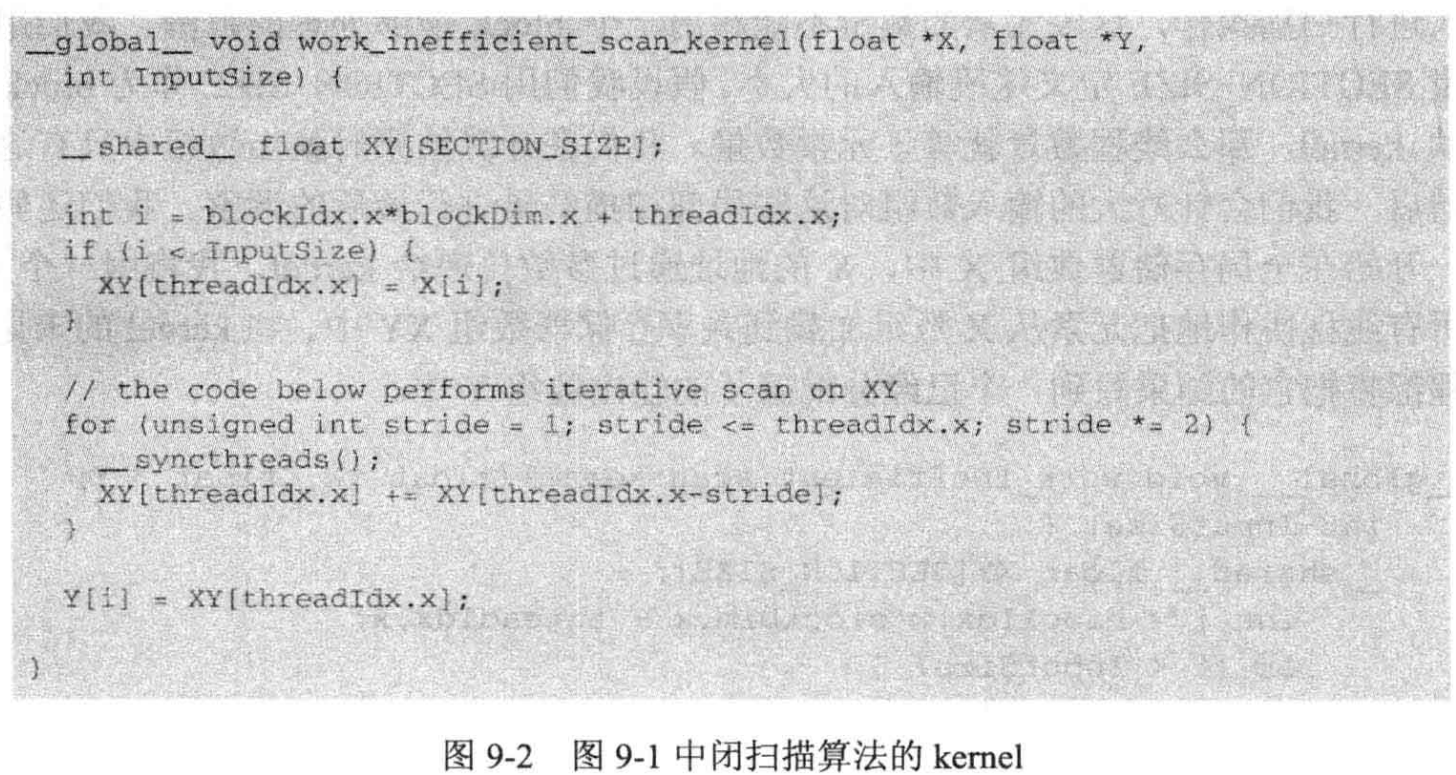 __global__ void work_inefficient_scan_kernel(float *X, float *Y,
int InputSize) {
__shared__ float XY[SECTION_SIZE];
int i = blockIdx.x*blockDim.x + threadIdx.x;
if (i < InputSize) {
XY[threadIdx.x] = X[i];
}
// the code below performs iterative scan on XY
for (unsigned int stride = 1; stride <= threadIdx.x; stride *= 2) {
__syncthreads();
XY[threadIdx.x] += XY[threadIdx.x-stride];
}
Y[i] = XY[threadIdx.x];
}
图 9-2 图 9-1 中闭扫描算法的 kernel